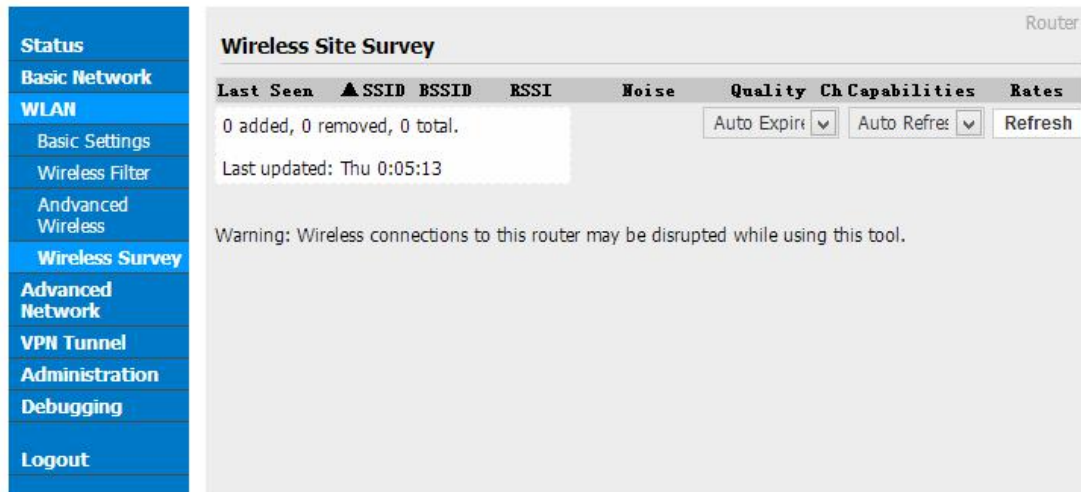 Status
Basic Network
WLAN
Basic Settings
Wireless Filter
Andvanced
Wireless
Wireless Survey
Advanced
Network
VPN Tunnel
Administration
Debugging
Logout
Router
Wireless Site Survey
Last Seen ▲SSID BSSID RSSI Noise Quality Ch Capabilities Rates
0 added, 0 removed, 0 total.
Auto Expire Auto Refres Refresh
Last updated: Thu 0:05:13
Warning: Wireless connections to this router may be disrupted while using this tool.